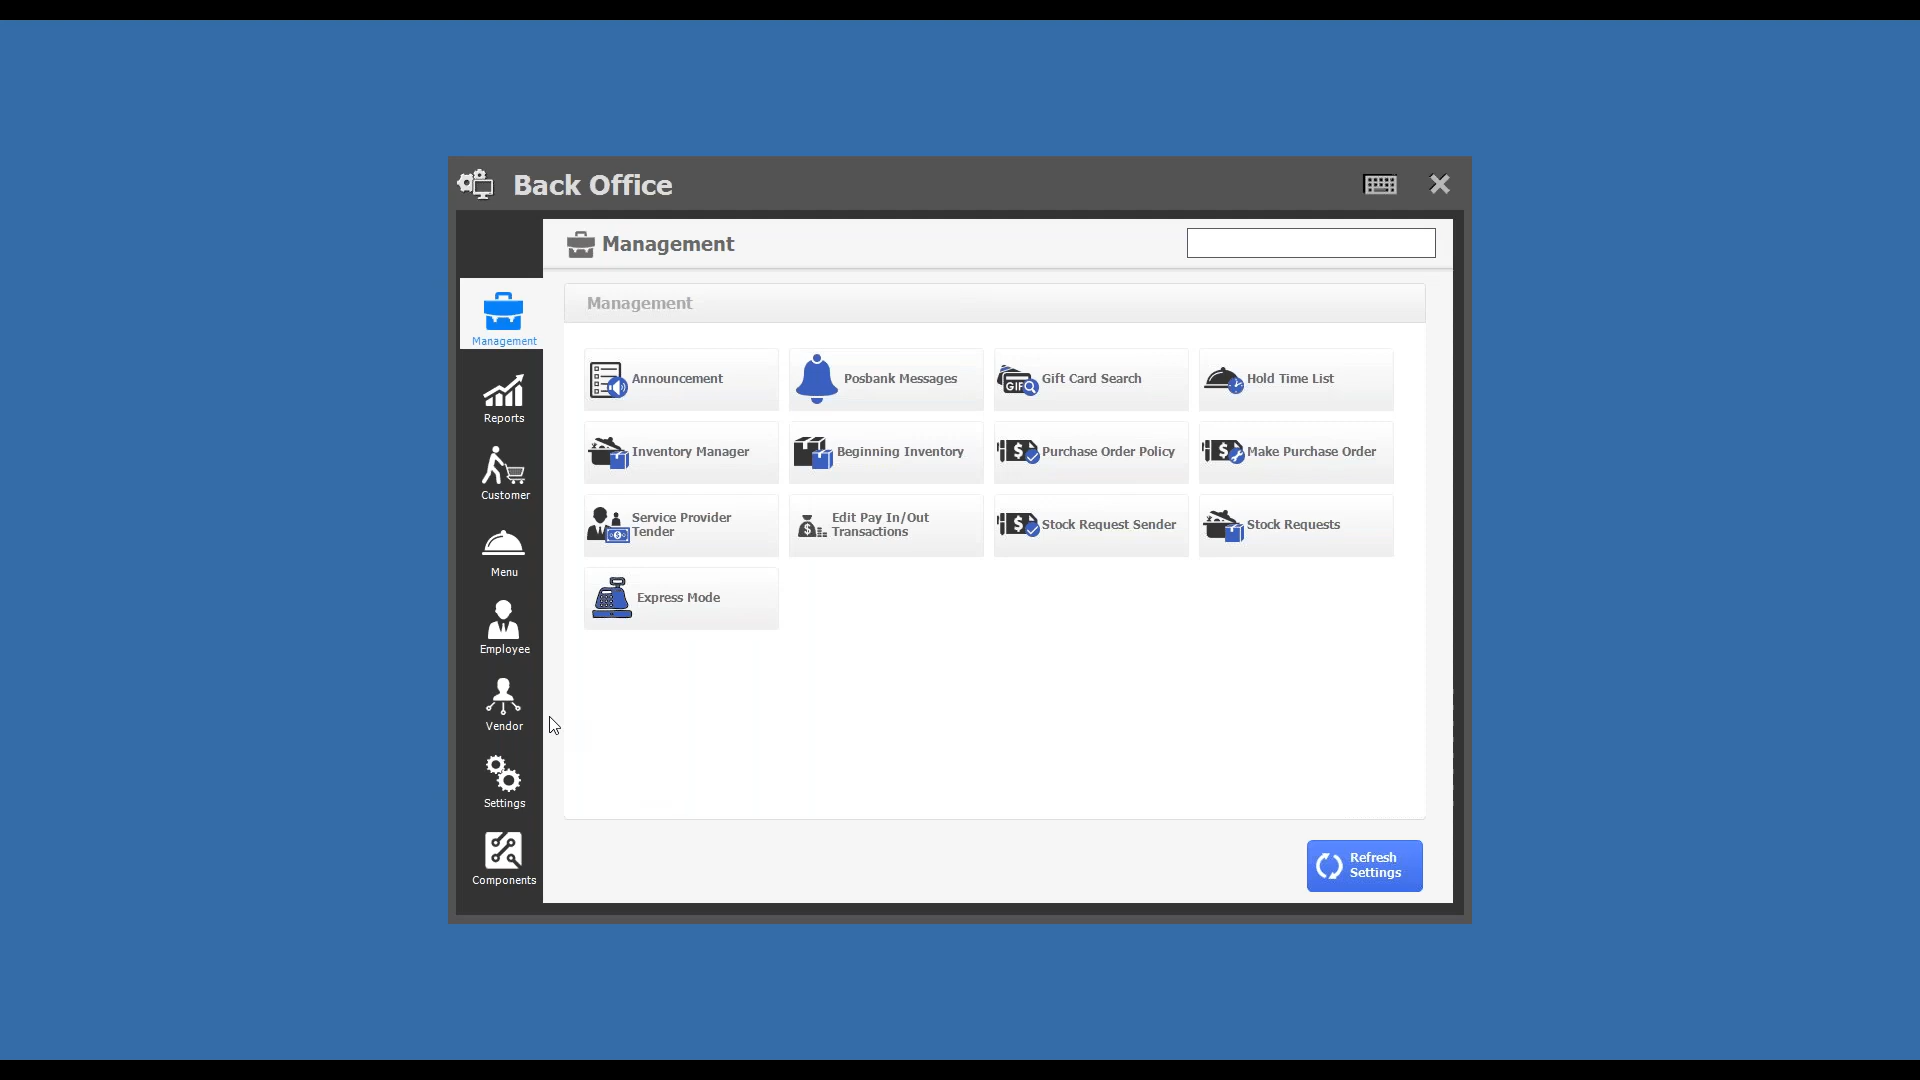 Back Office
Management
Management
Management
Reports
Customer
Menu
Employee
Vendor
Settings
Components
Announcement
Posbank Messages
GIF
Gift Card Search
Hold Time List
Inventory Manager
Beginning Inventory
Purchase Order Policy
Make Purchase Order
Service Provider
Tender
Edit Pay In/Out
Transactions
Stock Request Sender
Stock Requests
Express Mode
Refresh
Settings